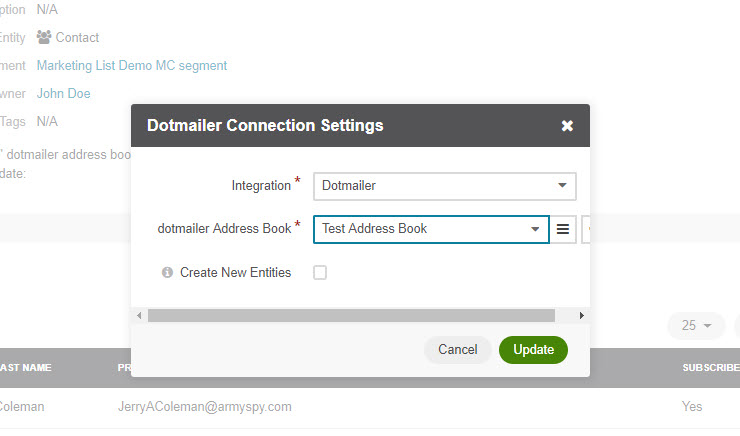 ption N/A
Entity Contact
ment Marketing List Demo MC segment
wner John Doe
Tags N/A
" dotmailer address boo
date:
Dotmailer Connection Settings
Integration * Dotmailer
dotmailer Address Book * Test Address Book
Create New Entities
25
Cancel Update
AST NAME PR SUBSCRIBE
Coleman JerryAColeman@armyspy.com Yes